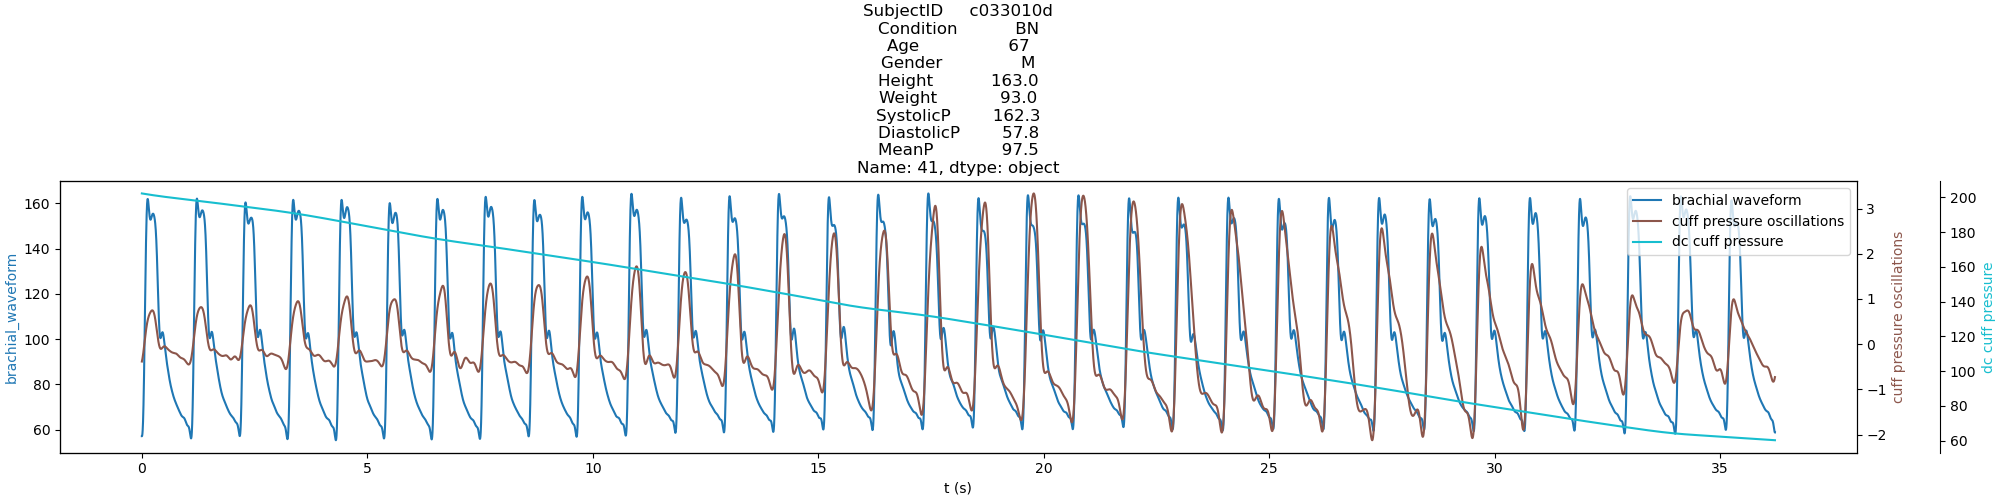 SubjectID c033010d
Condition BN
Age 67
Gender M
Height 163.0
Weight 93.0
SystolicP 162.3
DiastolicP 57.8
MeanP 97.5
Name: 41, dtype: object
brachial_waveform
160
140
120
100
80
60
brachial waveform
cuff pressure oscillations
dc cuff pressure
3
2
1
0
−1
−2
cuff pressure oscillations
200
180
160
140
120
100
80
60
dc cuff pressure
0 5 10 15 20 25 30 35
t (s)